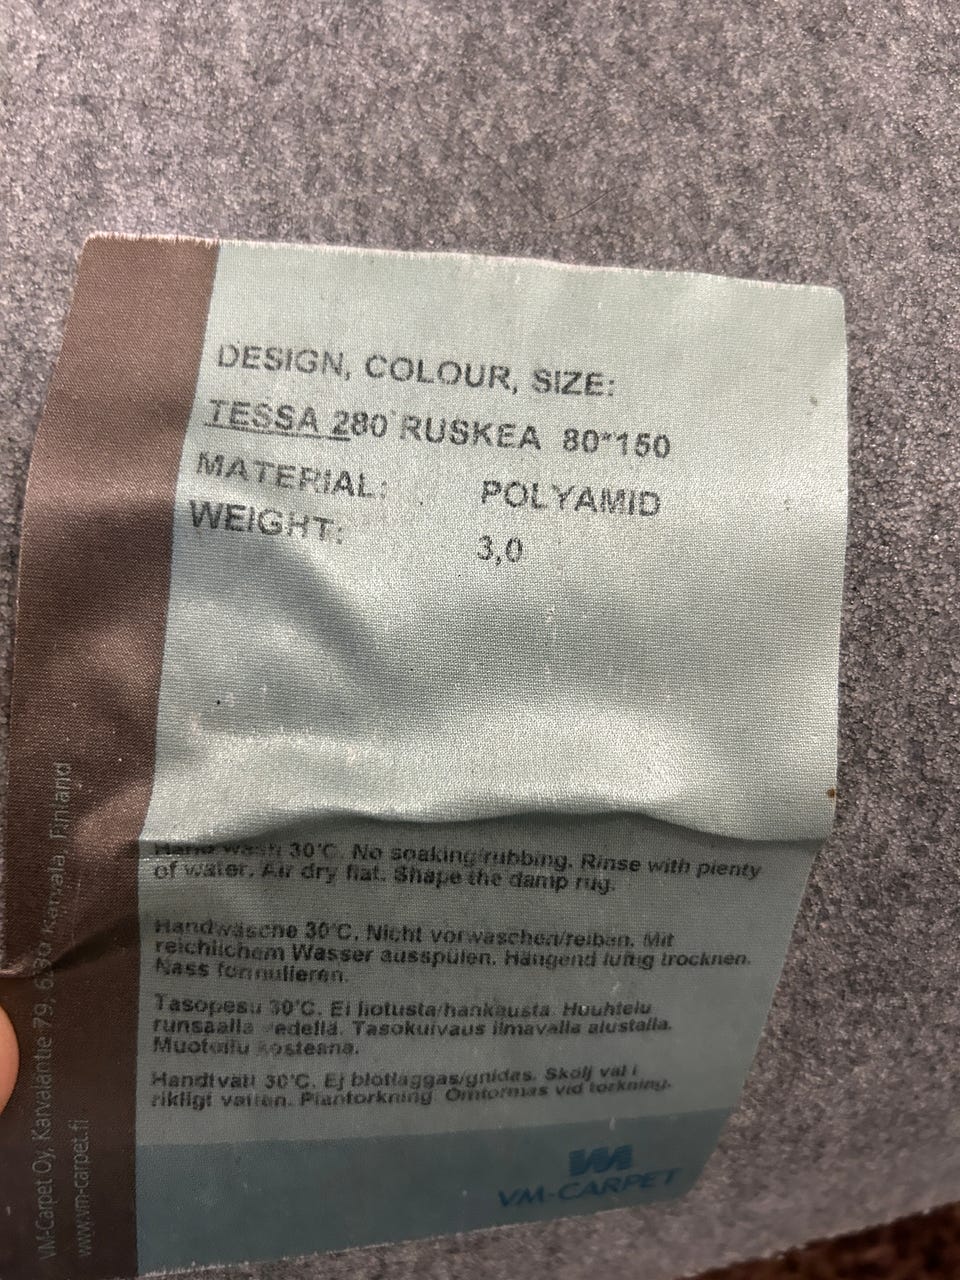 DESIGN, COLOUR, SIZE:
TESSA 280 RUSKEA 80*150
MATERIAL: POLYAMID
WEIGHT: 3,0
Hand wash 30°C. No soaking/rubbing. Rinse with plenty
of water. Air dry flat. Shape the damp rug.
Handwäsche 30°C. Nicht vorwaschen/reiben. Mit
reichlichem Wasser ausspülen. Hängend luftig trocknen.
Nass formulieren.
Tasopesu 30°C. Ei liotusta/hankausta. Huuhtelu
runsaalla vedellä. Tasokuivaus ilmavalla alustalla.
Muotoilu kosteana.
Handtvätt 30°C. Ej blötläggas/gnidas. Skölj väl i
rikligt vatten. Plantorkning. Omformas vid torkning.
VM-CARPET
VM-Carpet Oy, Karvalantie 79, Karvala, Finland
www.vm-carpet.fi